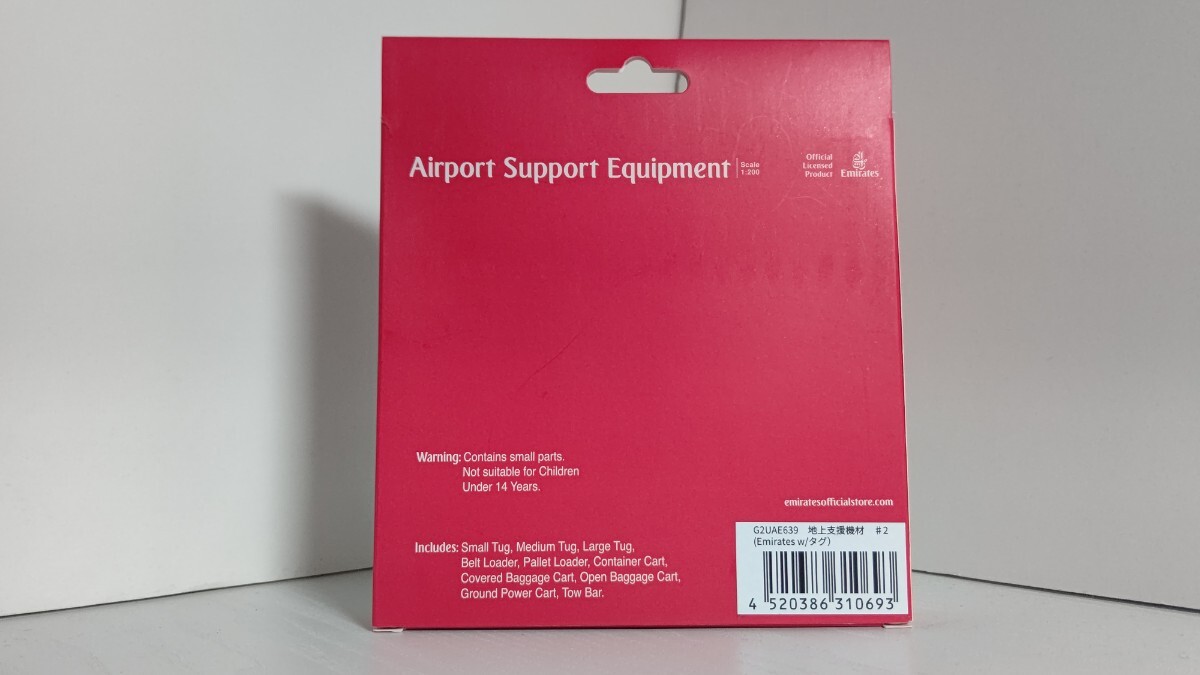 Airport Support Equipment
Scale
1:200
Official
Licensed
Product
Emirates
Warning: Contains small parts.
Not suitable for Children
Under 14 Years.
emiratesofficialstore.com
Includes: Small Tug, Medium Tug, Large Tug,
Belt Loader, Pallet Loader, Container Cart,
Covered Baggage Cart, Open Baggage Cart,
Ground Power Cart, Tow Bar.
G2UAE639 地上支援機材 #2
(Emirates w/タグ)
4 520386 310693